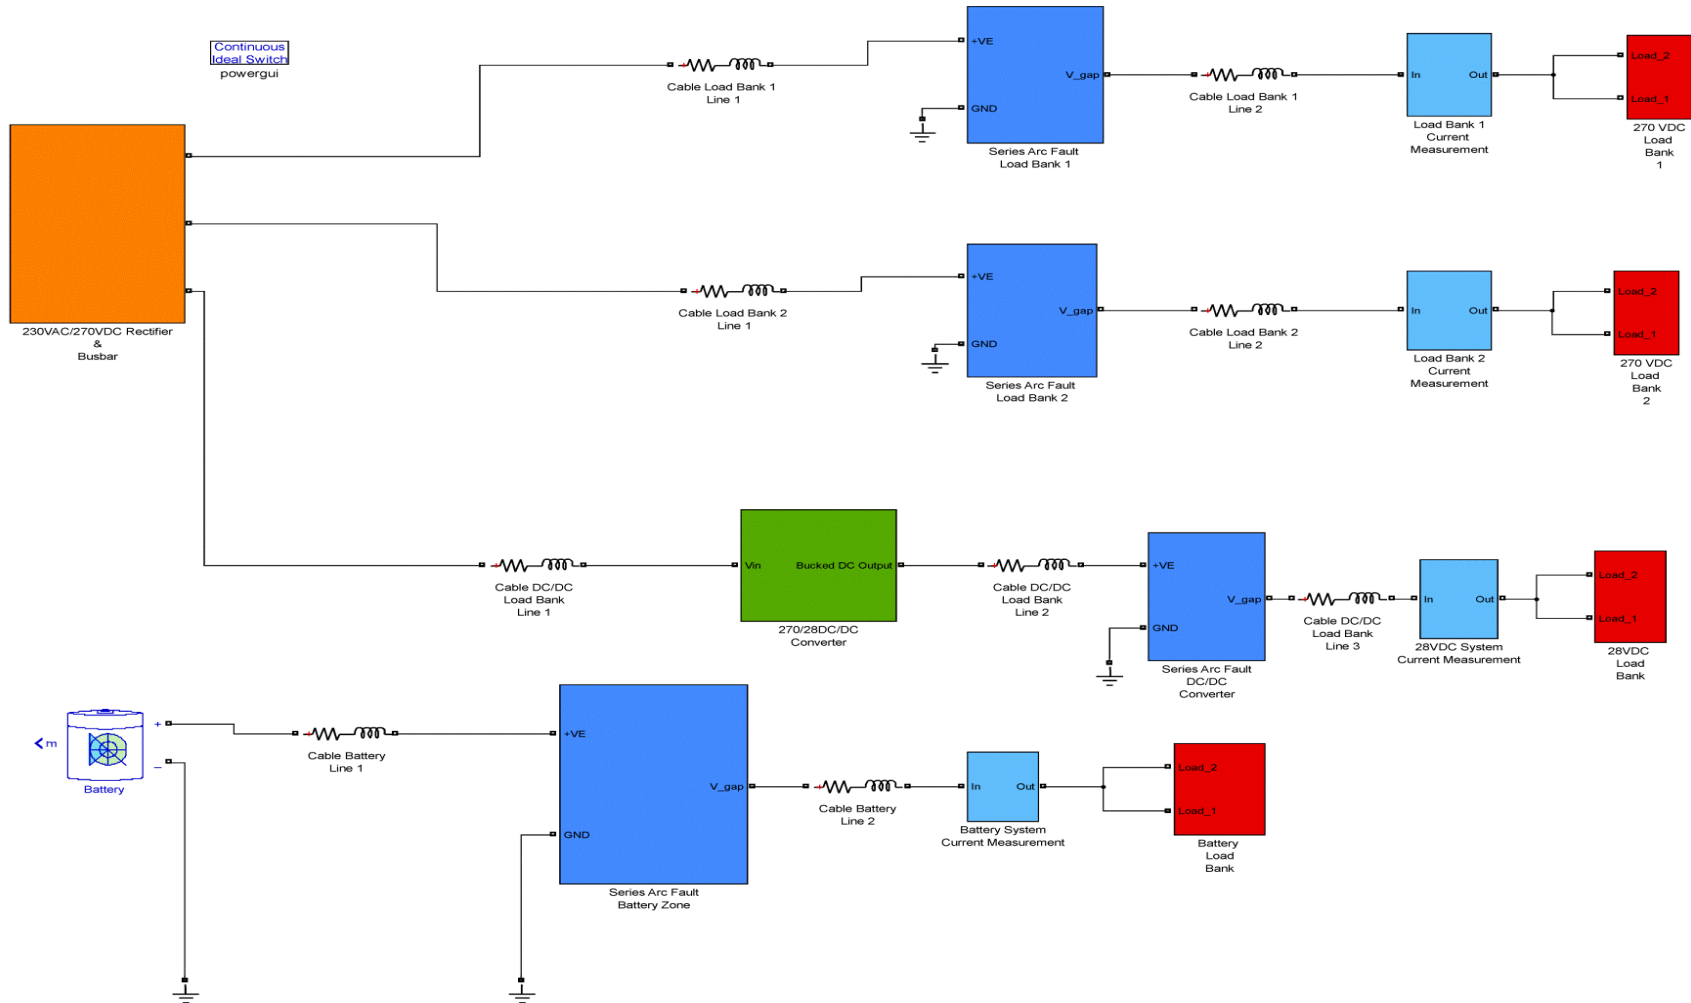 Continuous
Ideal Switch
powergui
230VAC/270VDC Rectifier
&
Busbar
Cable Load Bank 1
Line 1
+VE
V_gap
GND
Series Arc Fault
Load Bank 1
Cable Load Bank 1
Line 2
In
Out
Load Bank 1
Current
Measurement
Load_2
Load_1
270 VDC
Load
Bank
1
Cable Load Bank 2
Line 1
+VE
V_gap
GND
Series Arc Fault
Load Bank 2
Cable Load Bank 2
Line 2
In
Out
Load Bank 2
Current
Measurement
Load_2
Load_1
270 VDC
Load
Bank
2
Cable DC/DC
Load Bank
Line 1
Vin
Bucked DC Output
270/28DC/DC
Converter
Cable DC/DC
Load Bank
Line 2
+VE
V_gap
GND
Series Arc Fault
DC/DC
Converter
Cable DC/DC
Load Bank
Line 3
In
Out
28VDC System
Current Measurement
Load_2
Load_1
28VDC
Load
Bank
m
+
–
Battery
Cable Battery
Line 1
+VE
V_gap
GND
Series Arc Fault
Battery Zone
Cable Battery
Line 2
In
Out
Battery System
Current Measurement
Load_2
Load_1
Battery
Load
Bank